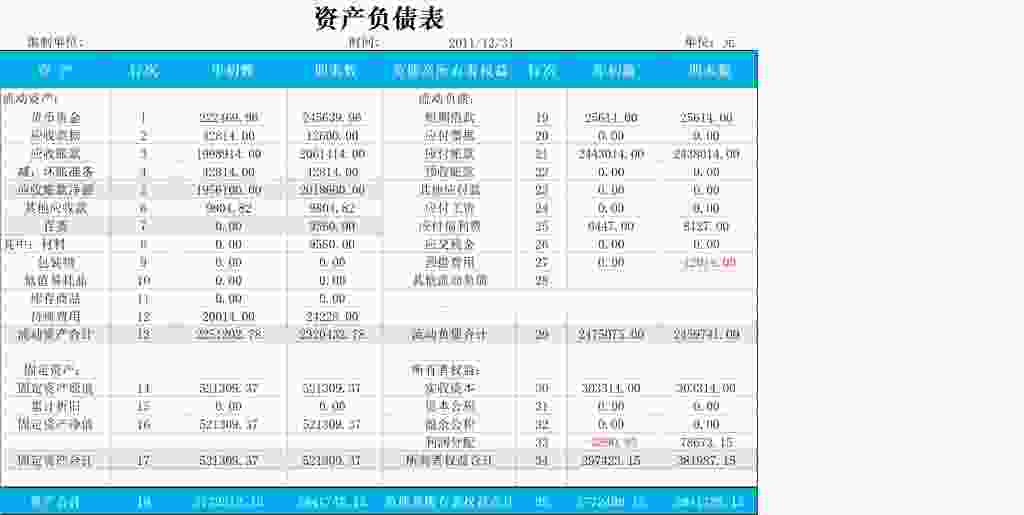 资产负债表
编制单位： 时间： 2011/12/31 单位：元
资 产 行次 年初数 期末数 负债及所有者权益 行次 年初数 期末数
流动资产： 流动负债：
货币资金 1 222469.96 245639.96 短期借款 19 25614.00 25614.00
应收票据 2 42814.00 12600.00 应付票据 20 0.00 0.00
应收账款 3 1998914.00 2061414.00 应付账款 21 2443014.00 2438014.00
减：坏账准备 4 42814.00 42814.00 预收账款 22 0.00 0.00
应收账款净额 5 1956100.00 2018600.00 其他应付款 23 0.00 0.00
其他应收款 6 9804.82 9804.82 应付工资 24 0.00 0.00
存货 7 0.00 9560.00 应付福利费 25 6447.00 8127.00
其中：材料 8 0.00 9560.00 应交税金 26 0.00 0.00
包装物 9 0.00 0.00 预提费用 27 0.00
低值易耗品 10 0.00 0.00 其他流动负债 28
库存商品 11 0.00 0.00
待摊费用 12 20014.00 24228.00
流动资产合计 13 2251202.78 2320432.78 流动负债合计 29 2475075.00 2459741.00
固定资产： 所有者权益：
固定资产原值 14 521309.37 521309.37 实收资本 30 303314.00 303314.00
累计折旧 15 0.00 0.00 资本公积 31 0.00 0.00
固定资产净值 16 521309.37 521309.37 盈余公积 32 0.00 0.00
利润分配 33 78673.15
固定资产合计 17 521309.37 521309.37 所有者权益合计 34 297423.15 381987.15
资产合计 18 负债及所有者权益合计 35